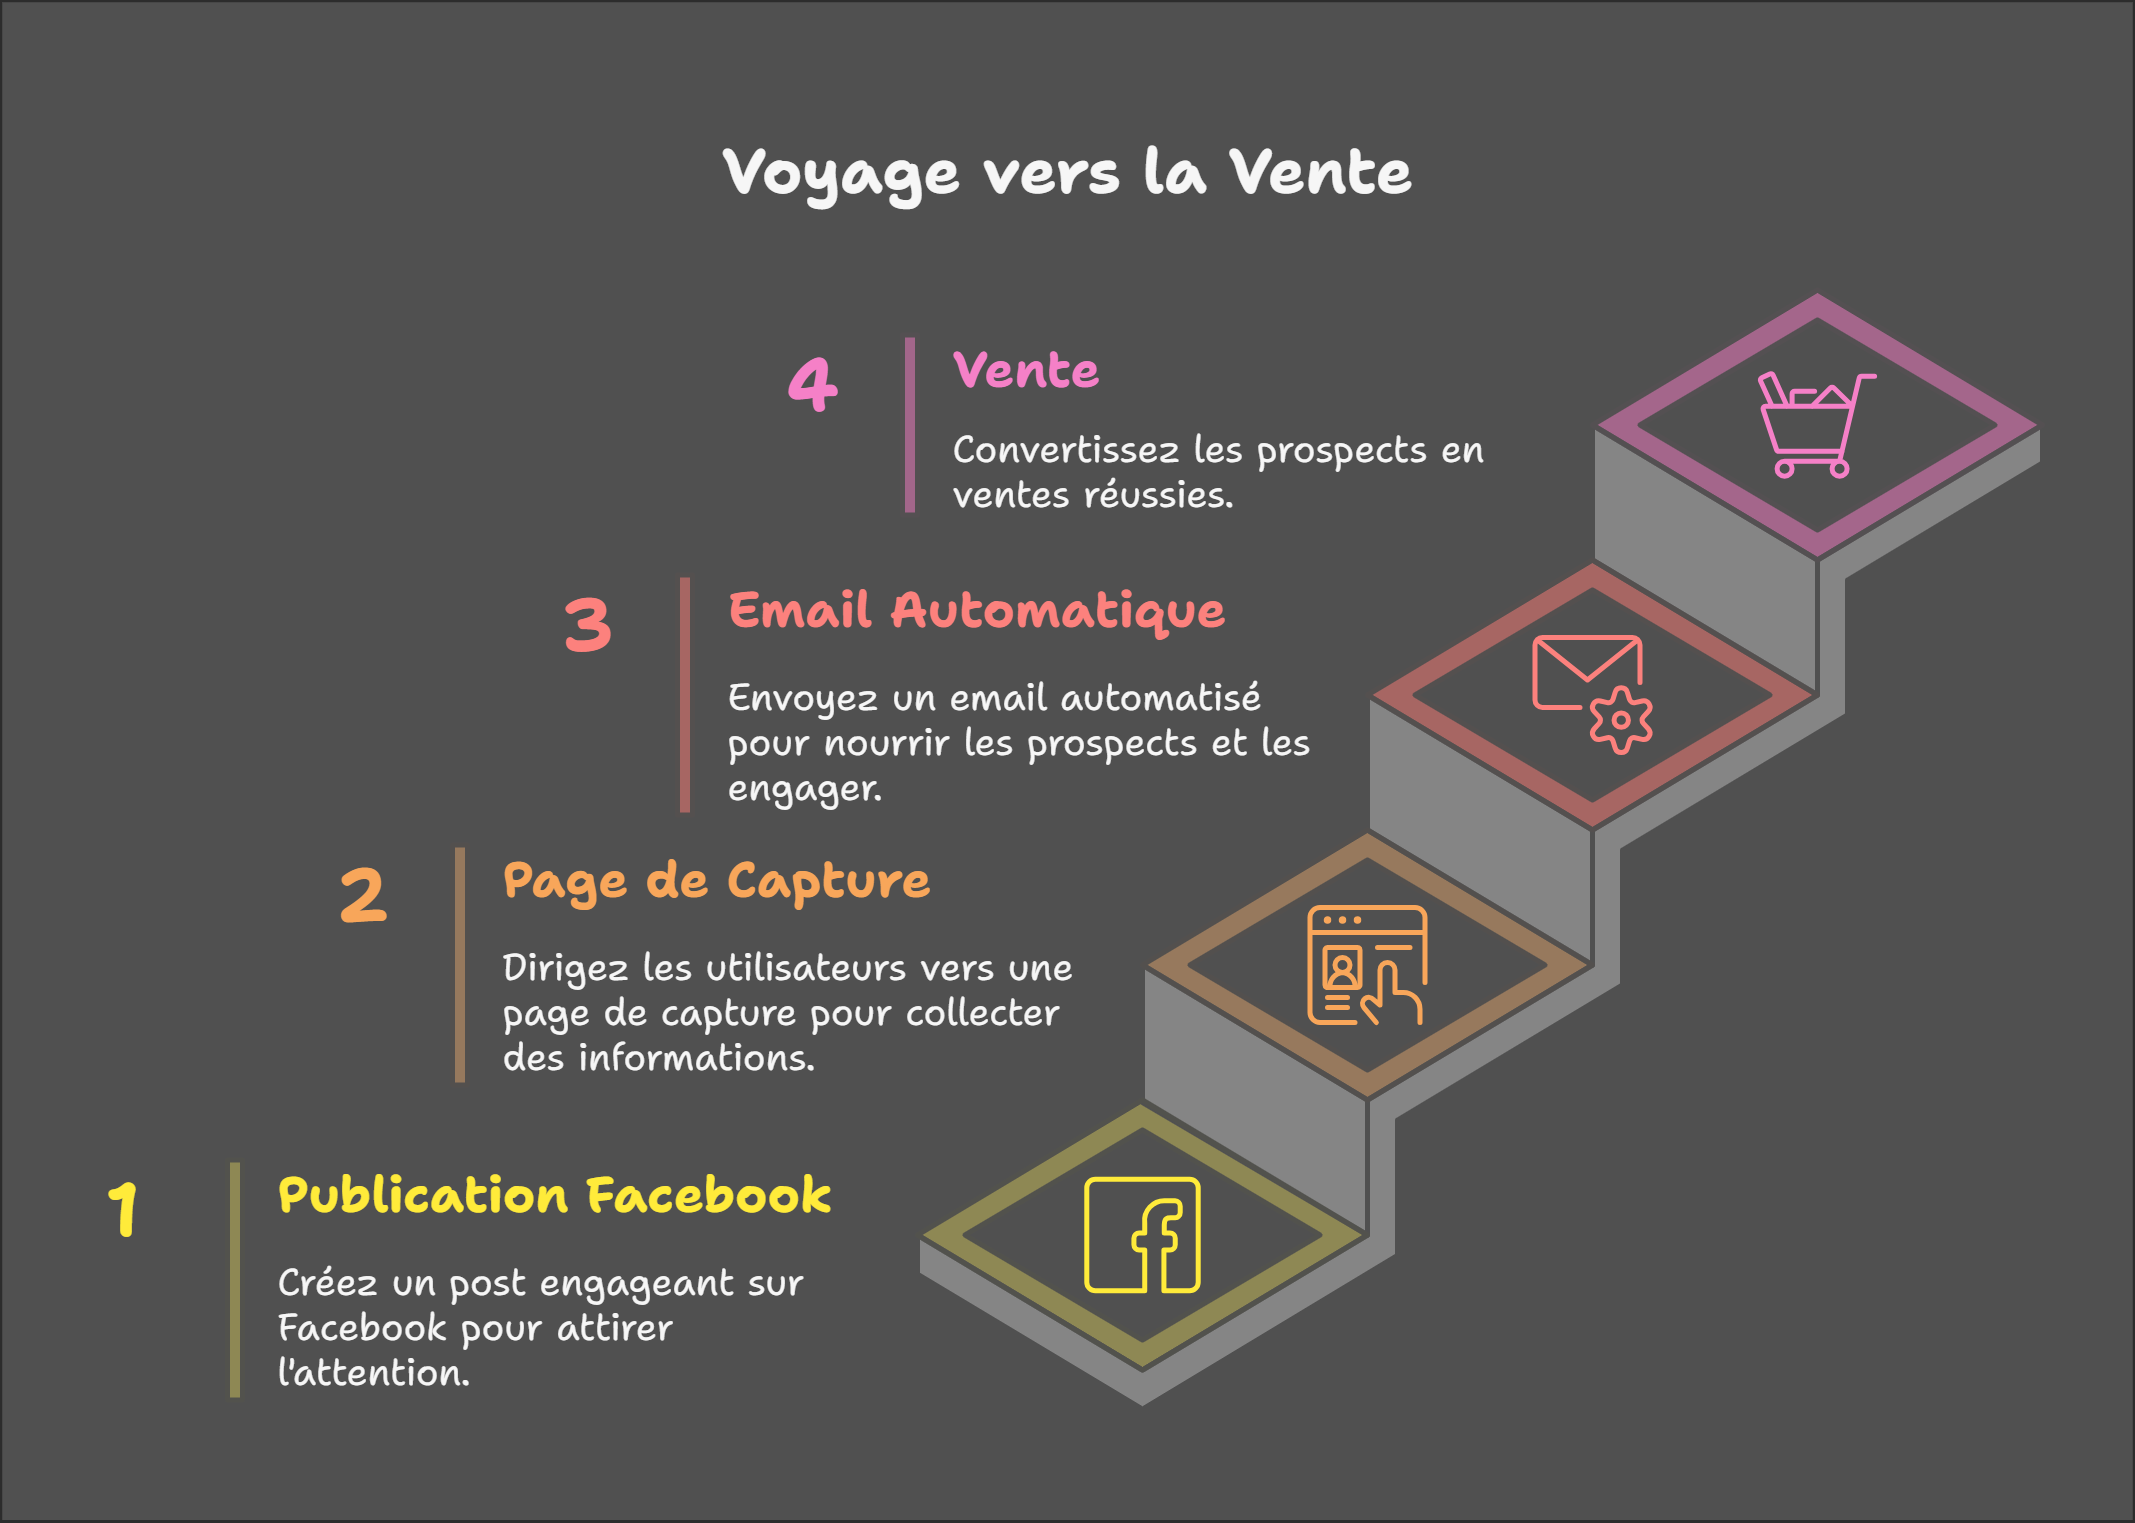 Voyage vers la Vente
4
Vente
Convertissez les prospects en
ventes réussies.
3
Email Automatique
Envoyez un email automatisé
pour nourrir les prospects et les
engager.
2
Page de Capture
Dirigez les utilisateurs vers une
page de capture pour collecter
des informations.
1
Publication Facebook
Créez un post engageant sur
Facebook pour attirer
l'attention.